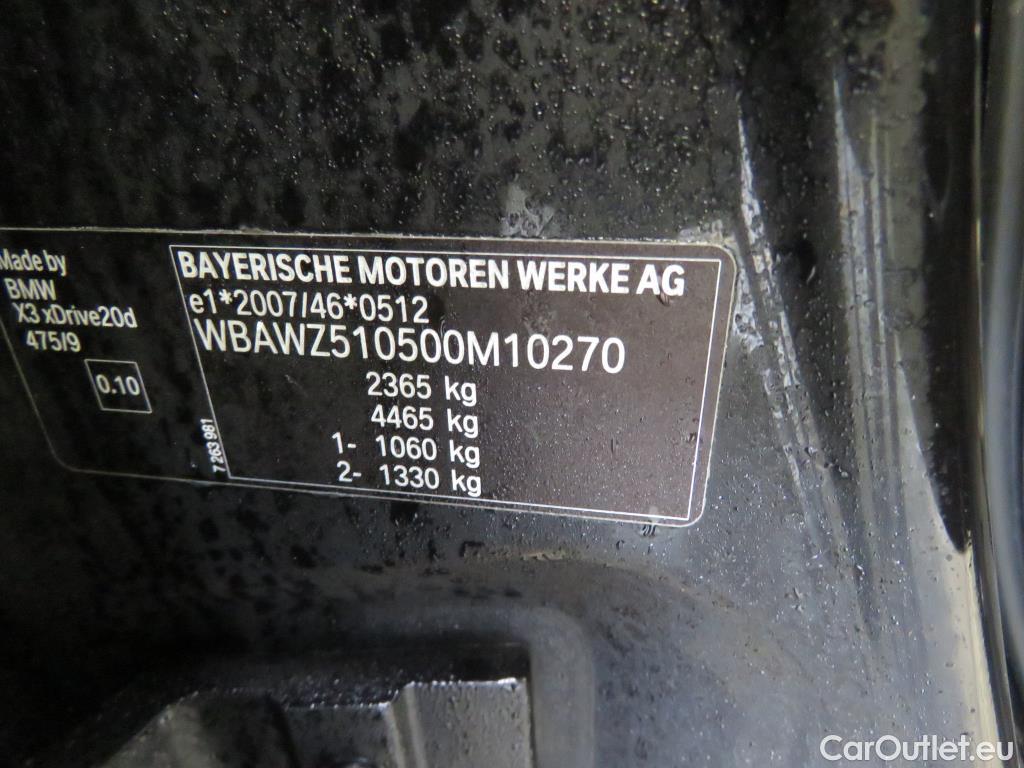 Made by
BMW
X3 xDrive20d
475/9
0.10
7 263 981
BAYERISCHE MOTOREN WERKE AG
e1*2007/46*0512
WBAWZ510500M10270
2365 kg
4465 kg
1- 1060 kg
2- 1330 kg
CarOutlet.eu